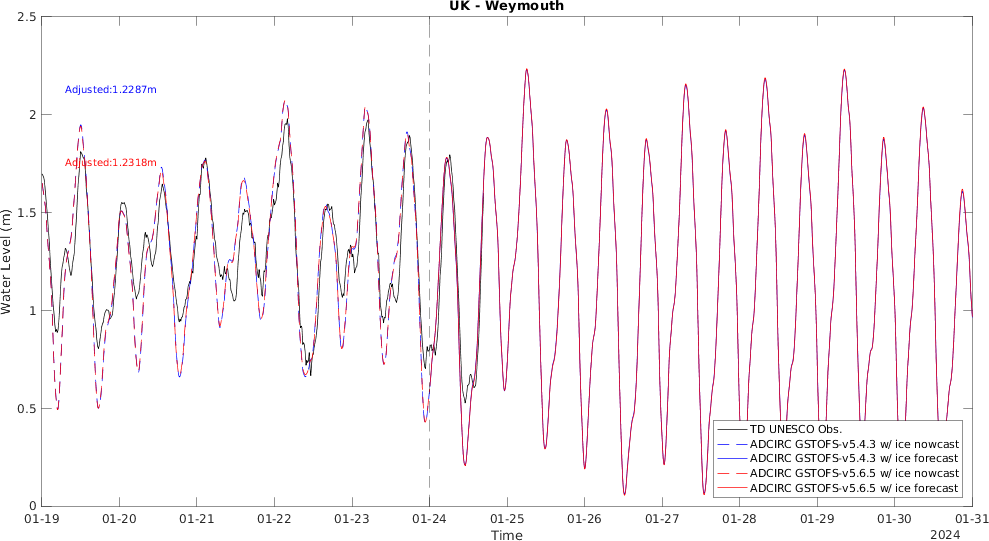 UK - Weymouth
2.5
2
1.5
1
0.5
0
Water Level (m)
Adjusted:1.2287m
Adjusted:1.2318m
TD UNESCO Obs.
ADCIRC GSTOFS-v5.4.3 w/ ice nowcast
ADCIRC GSTOFS-v5.4.3 w/ ice forecast
ADCIRC GSTOFS-v5.6.5 w/ ice nowcast
ADCIRC GSTOFS-v5.6.5 w/ ice forecast
01-19 01-20 01-21 01-22 01-23 01-24 01-25 01-26 01-27 01-28 01-29 01-30 01-31
Time
2024